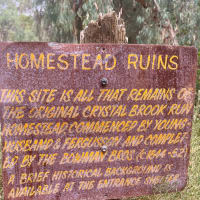 HOMESTEAD RUINS
THIS SITE IS ALL THAT REMAINS OF
THE ORIGINAL CRYSTAL BROOK RUN
HOMESTEAD COMMENCED BY YOUNG-
HUSBAND & FERGUSSON AND COMPLET-
ED BY THE BOWMAN BROS (1844-52)
A BRIEF HISTORICAL BACKGROUND IS
AVAILABLE AT THE ENTRANCE SHELTER